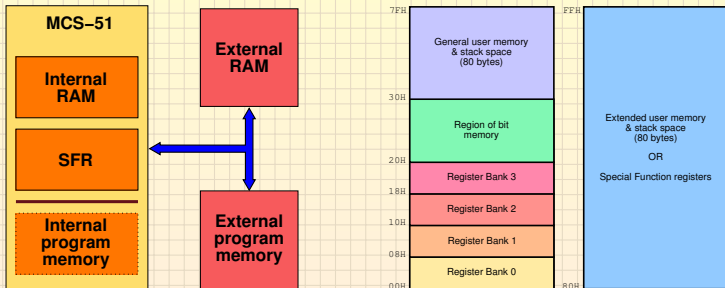 MCS–51
Internal
RAM
SFR
Internal
program
memory
External
RAM
External
program
memory
7FH
General user memory
& stack space
(80 bytes)
30H
Region of bit
memory
20H
Register Bank 3
18H
Register Bank 2
10H
Register Bank 1
08H
Register Bank 0
00H
FFH
Extended user memory
& stack space
(80 bytes)
OR
Special Function registers
80H